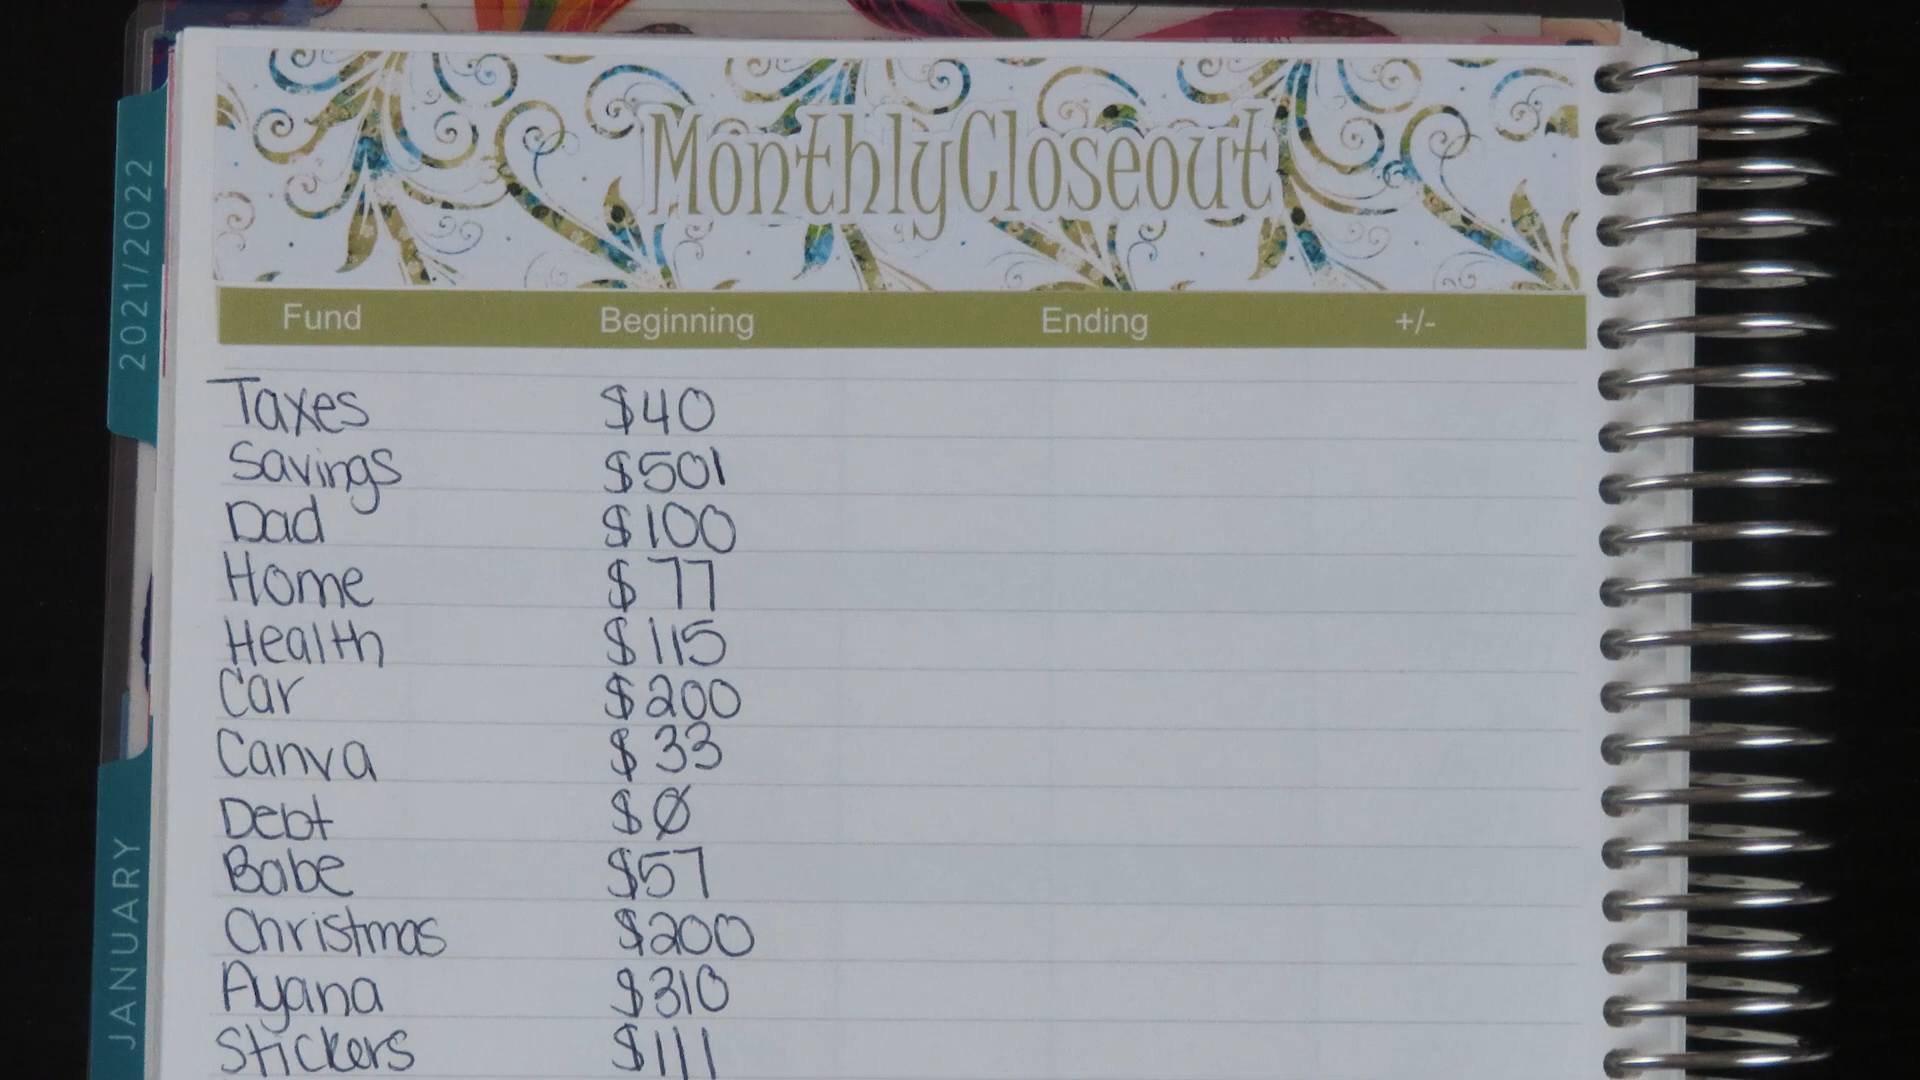 MonthlyCloseout
Fund Beginning Ending +/-
Taxes $40
Savings $501
Dad $100
Home $77
Health $115
Car $200
Canva $33
Debt $0
Babe $57
Christmas $200
Ayana $310
Stickers $111
2021/2022
JANUARY